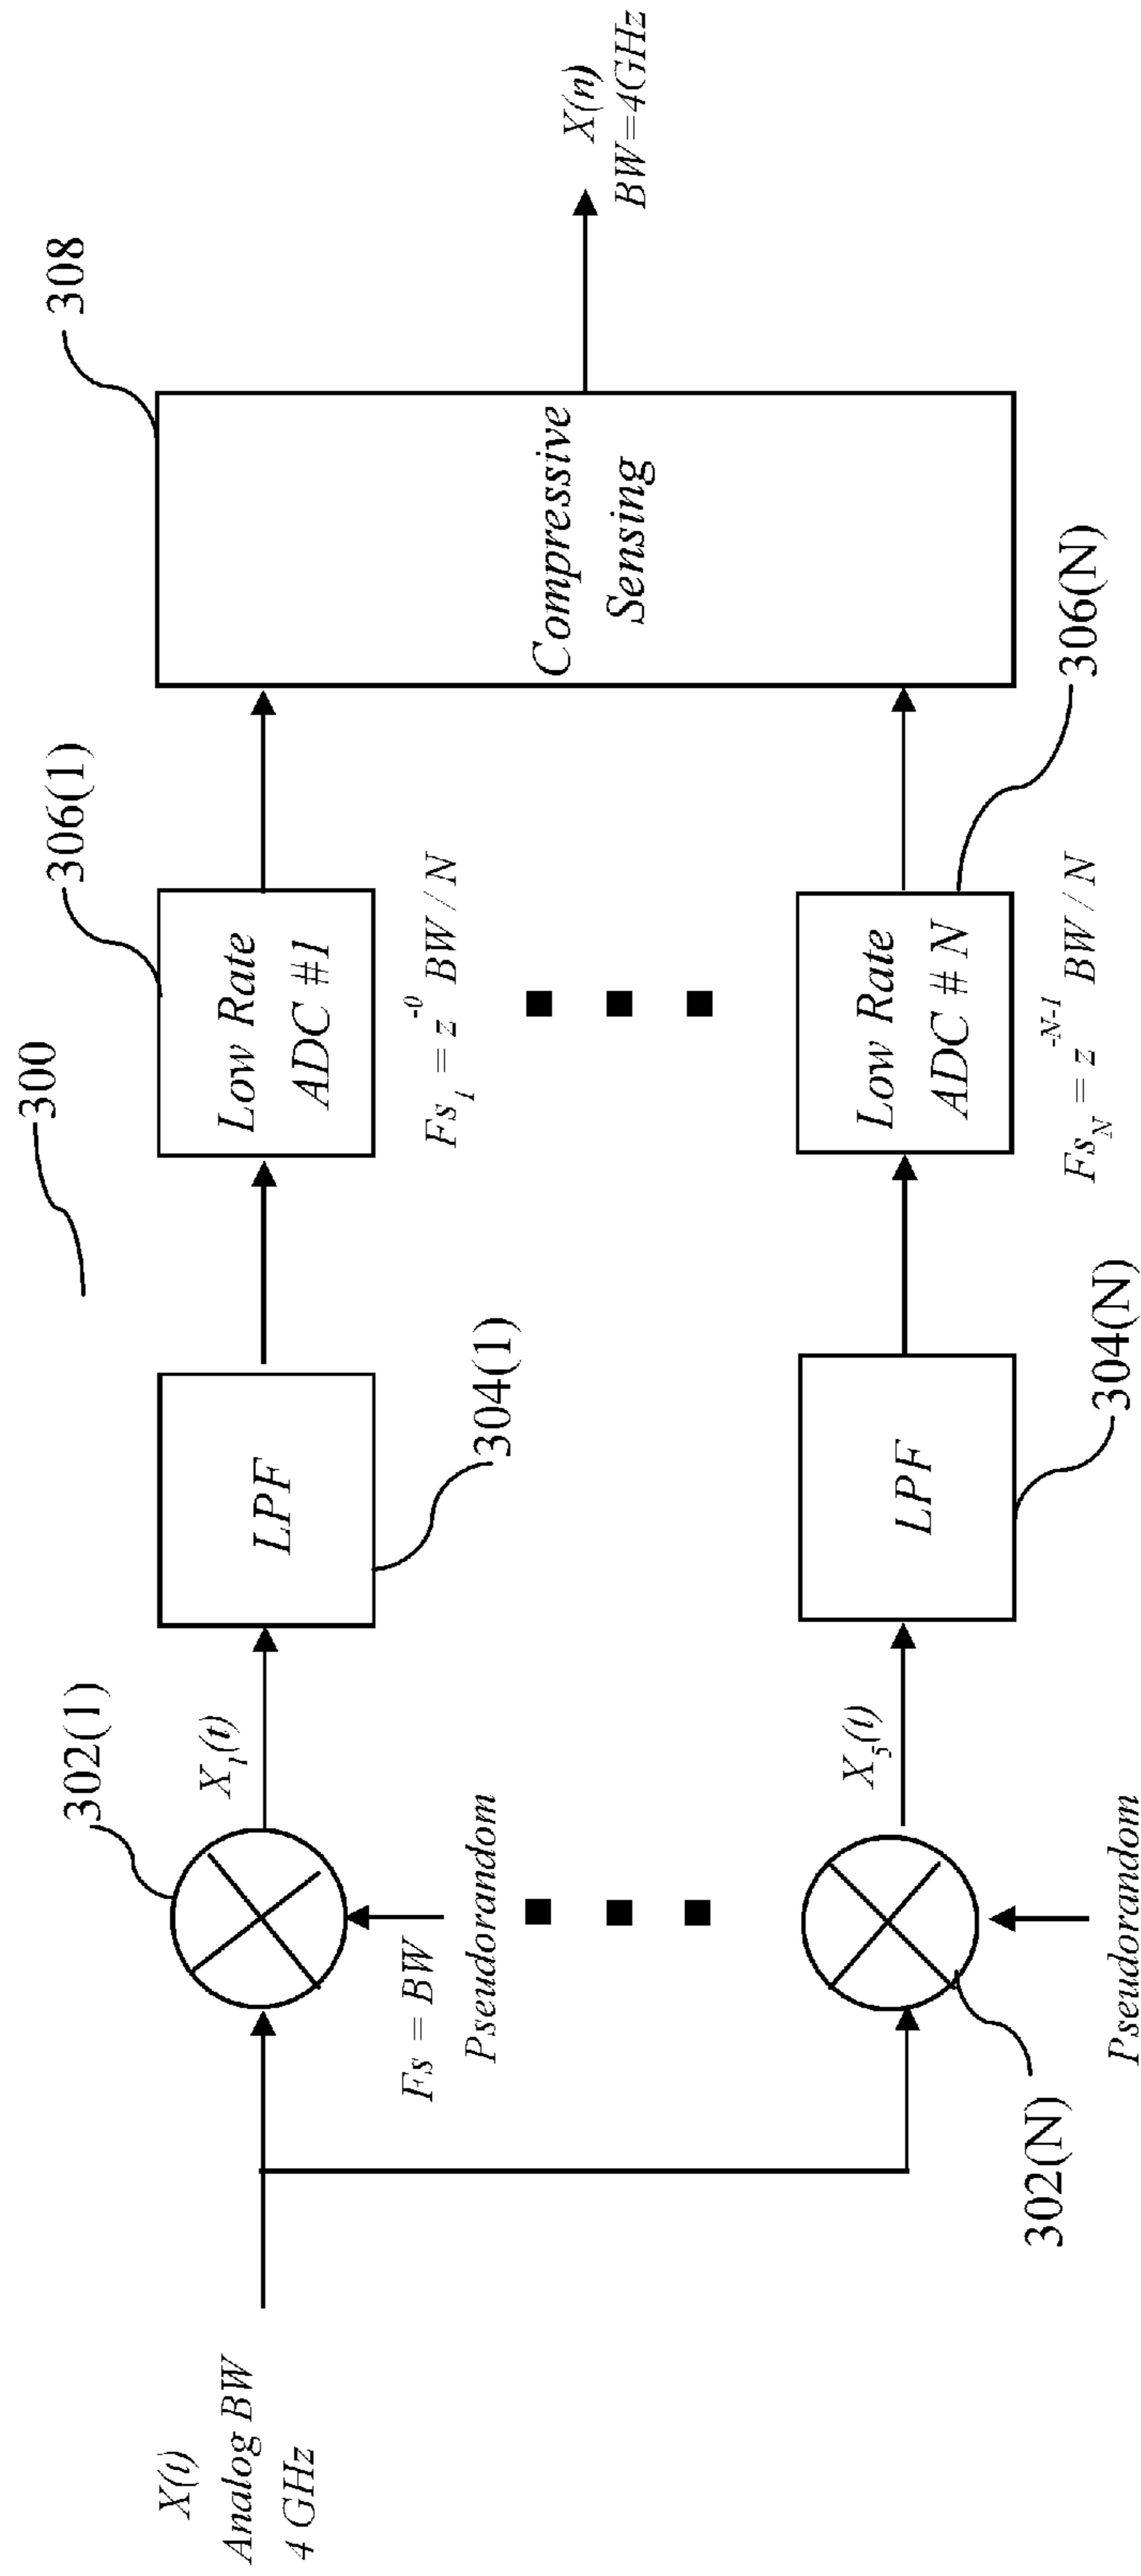 300
X(t)
Analog BW
4 GHz
302(1)
X1(t)
Fs = BW
Pseudorandom
LPF
304(1)
306(1)
Low Rate
ADC #1
Fs1 = z-0 BW / N
308
Compressive
Sensing
X(n)
BW=4GHz
302(N)
X5(t)
Pseudorandom
LPF
304(N)
Low Rate
ADC # N
306(N)
FsN = z-N-1 BW / N